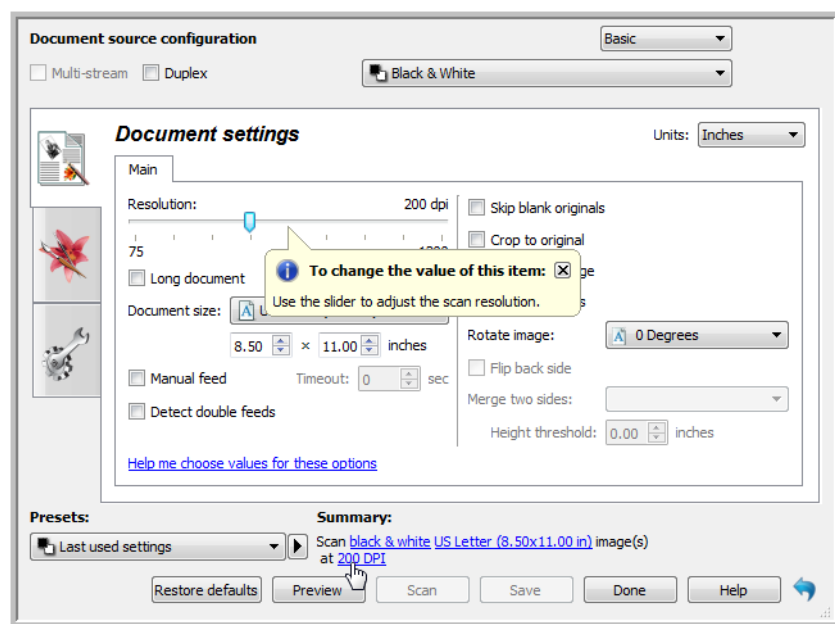 Document source configuration Basic
Multi-stream Duplex Black & White
Document settings Units: Inches
Main
Resolution: 200 dpi Skip blank originals
75 Crop to original
Long document To change the value of this item:
Document size: Use the slider to adjust the scan resolution.
8.50 × 11.00 inches Rotate image: 0 Degrees
Manual feed Timeout: 0 sec Flip back side
Detect double feeds Merge two sides:
Height threshold: 0.00 inches
Help me choose values for these options
Presets: Summary:
Last used settings Scan black & white US Letter (8.50x11.00 in) image(s)
at 200 DPI
Restore defaults Preview Scan Save Done Help